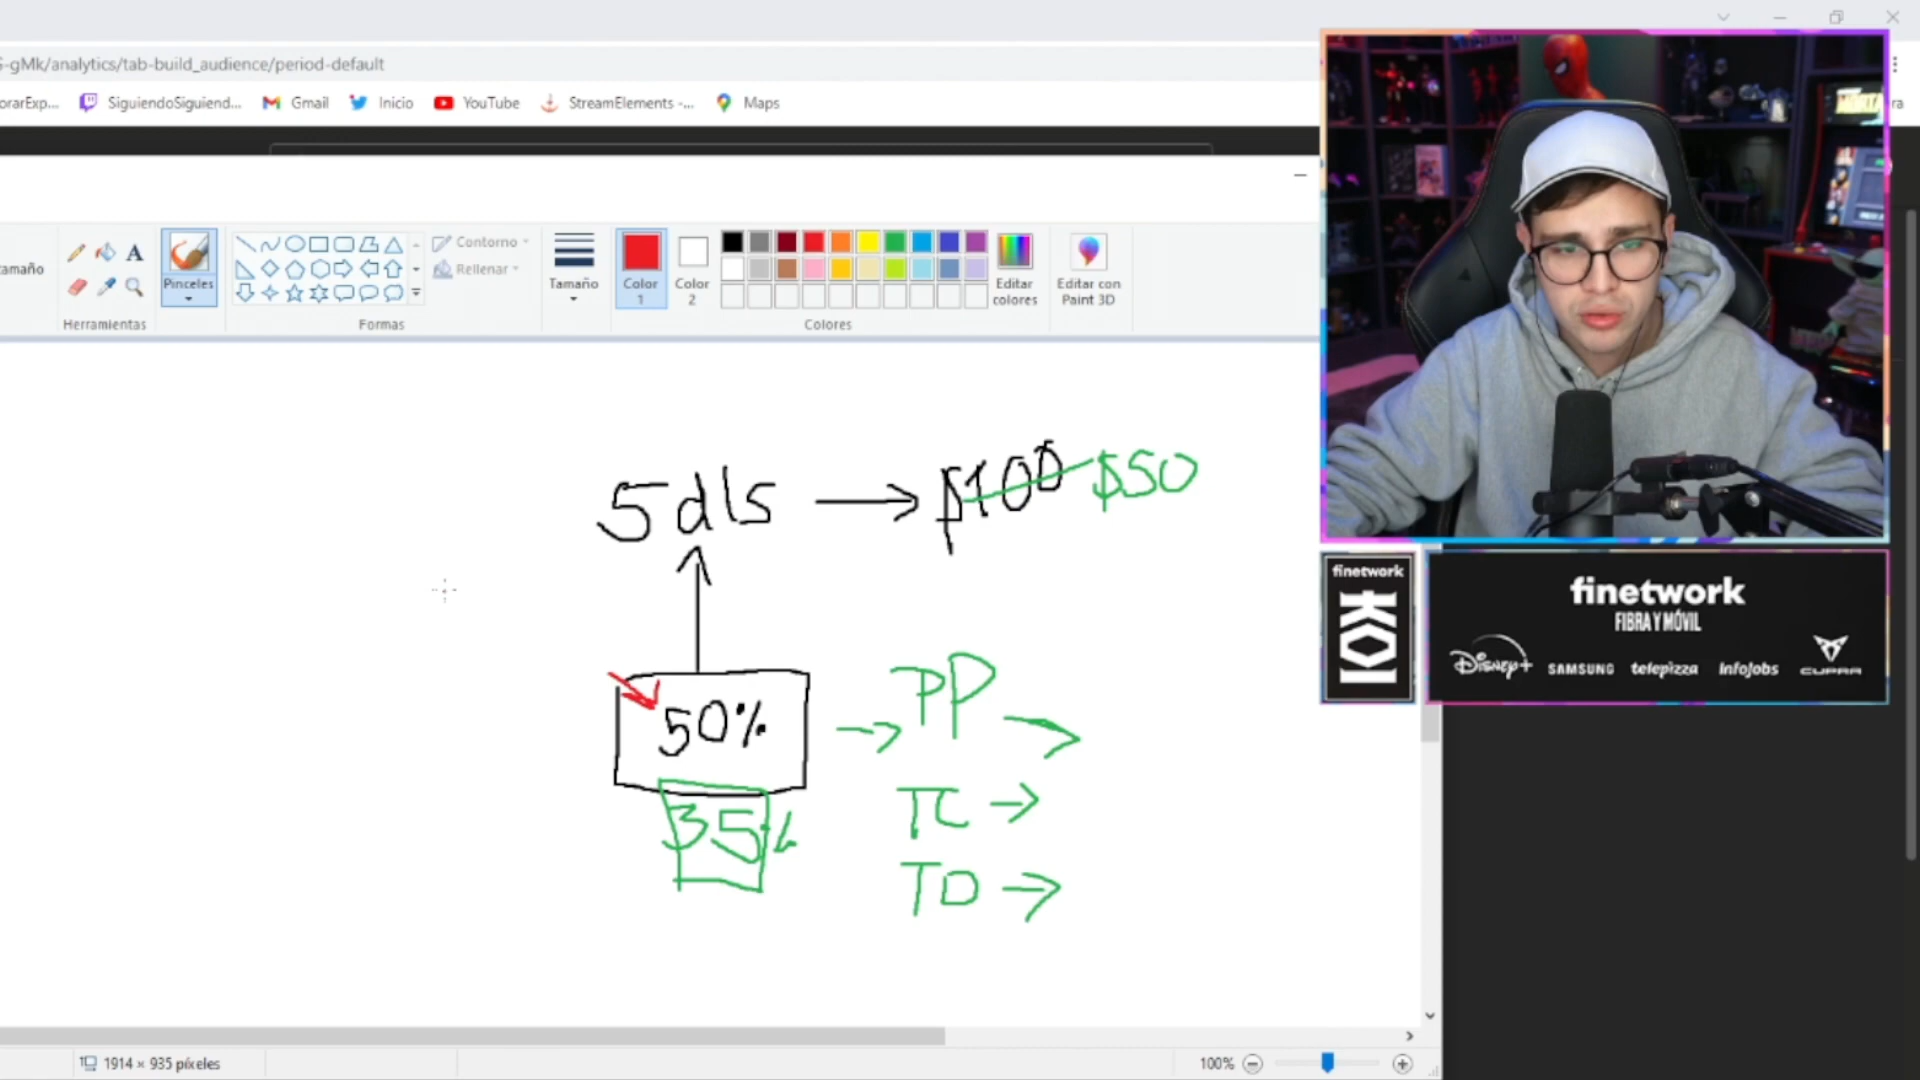 -gMk/analytics/tab-build_audience/period-default
orarExp...
SiguiendoSiguiend...
Gmail
Inicio
YouTube
StreamElements -...
Maps
ra
amaño
A
Herramientas
Pinceles
Formas
Contorno
Rellenar
Tamaño
Color
1
Color
2
Colores
Editar
colores
Editar con
Paint 3D
5 dls → $100 $50
50%
35%
→ PP →
TC →
TD →
finetwork
KOI
finetwork
FIBRA Y MÓVIL
Disney+
SAMSUNG
telepizza
infoJobs
CUPRA
1914 × 935 píxeles
100%